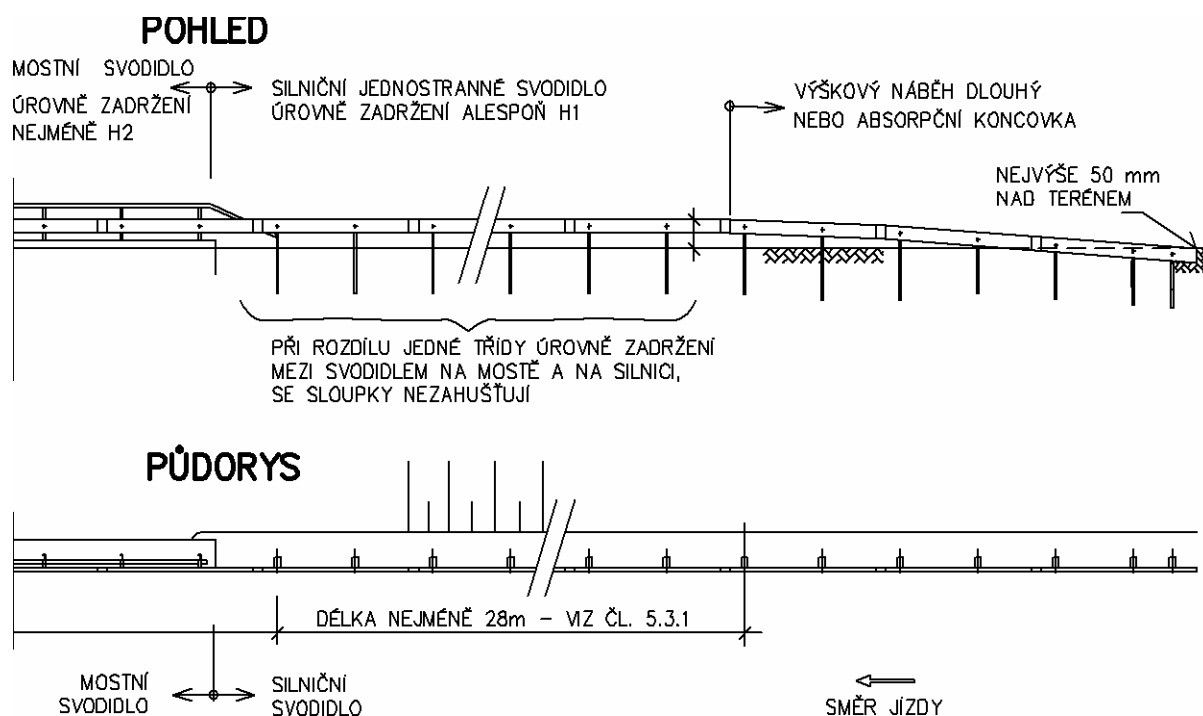 POHLED
MOSTNÍ SVODIDLO
ÚROVNĚ ZADRŽENÍ
NEJMÉNĚ H2
SILNIČNÍ JEDNOSTRANNÉ SVODIDLO
ÚROVNĚ ZADRŽENÍ ALESPOŇ H1
VÝŠKOVÝ NÁBĚH DLOUHÝ
NEBO ABSORPČNÍ KONCOVKA
NEJVÝŠE 50 mm
NAD TERÉNEM
PŘI ROZDÍLU JEDNÉ TŘÍDY ÚROVNĚ ZADRŽENÍ
MEZI SVODIDLEM NA MOSTĚ A NA SILNICI,
SE SLOUPKY NEZAHUŠŤUJÍ
PŮDORYS
DÉLKA NEJMÉNĚ 28m – VIZ ČL. 5.3.1
MOSTNÍ
SVODIDLO
SILNIČNÍ
SVODIDLO
SMĚR JÍZDY